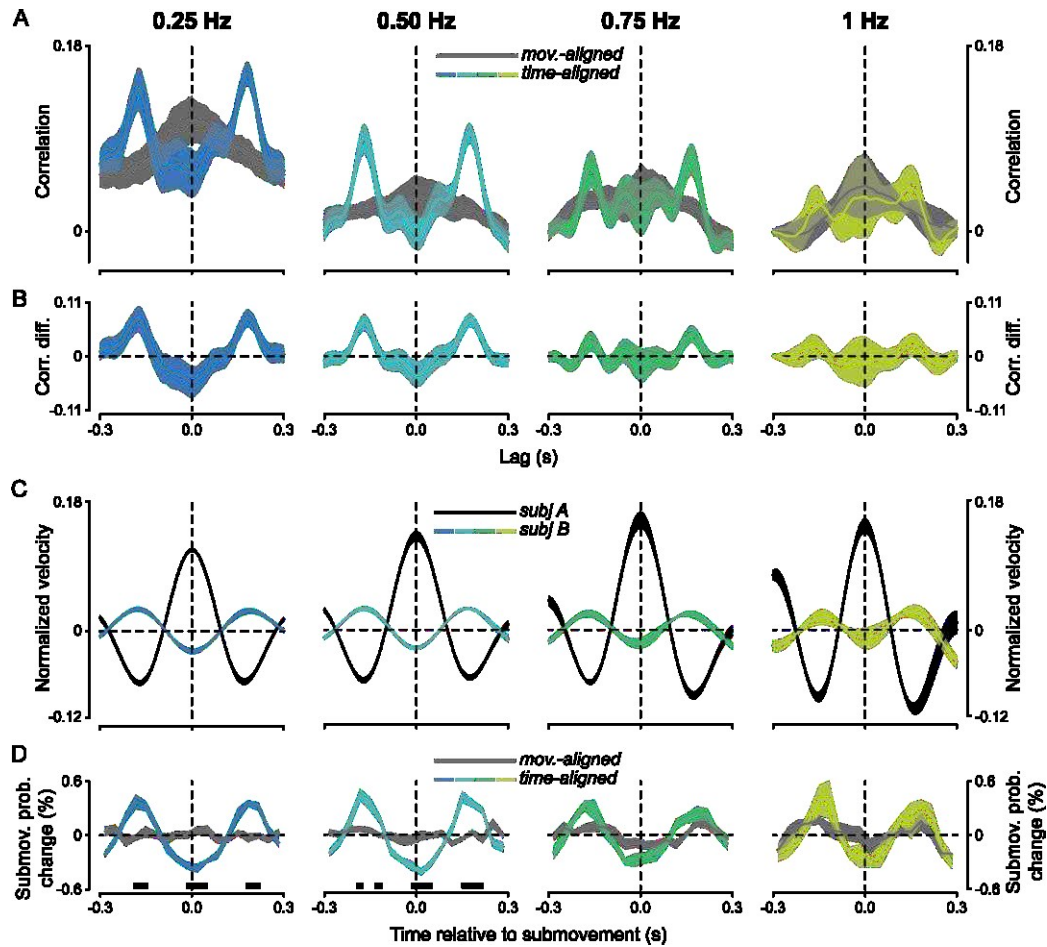 A
0.25 Hz 0.50 Hz 0.75 Hz 1 Hz
0.18 mov.-aligned 0.18
time-aligned
Correlation Correlation
0 0
B
0.11 0.11
Corr. diff. 0 0 Corr. diff.
-0.11 -0.11
-0.3 0.0 0.3 -0.3 0.0 0.3 -0.3 0.0 0.3 -0.3 0.0 0.3
Lag (s)
C
0.18 subj A 0.18
subj B
Normalized velocity 0 0 Normalized velocity
-0.12 -0.12
D
mov.-aligned
0.6 time-aligned 0.6
Submov. prob. change (%) 0 0 Submov. prob. change (%)
-0.6 -0.6
-0.3 0.0 0.3 -0.3 0.0 0.3 -0.3 0.0 0.3 -0.3 0.0 0.3
Time relative to submovement (s)